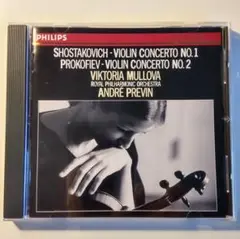 PHILIPS
SHOSTAKOVICH · VIOLIN CONCERTO NO.1
PROKOFIEV · VIOLIN CONCERTO NO.2
VIKTORIA MULLOVA
ROYAL PHILHARMONIC ORCHESTRA
ANDRÉ PREVIN